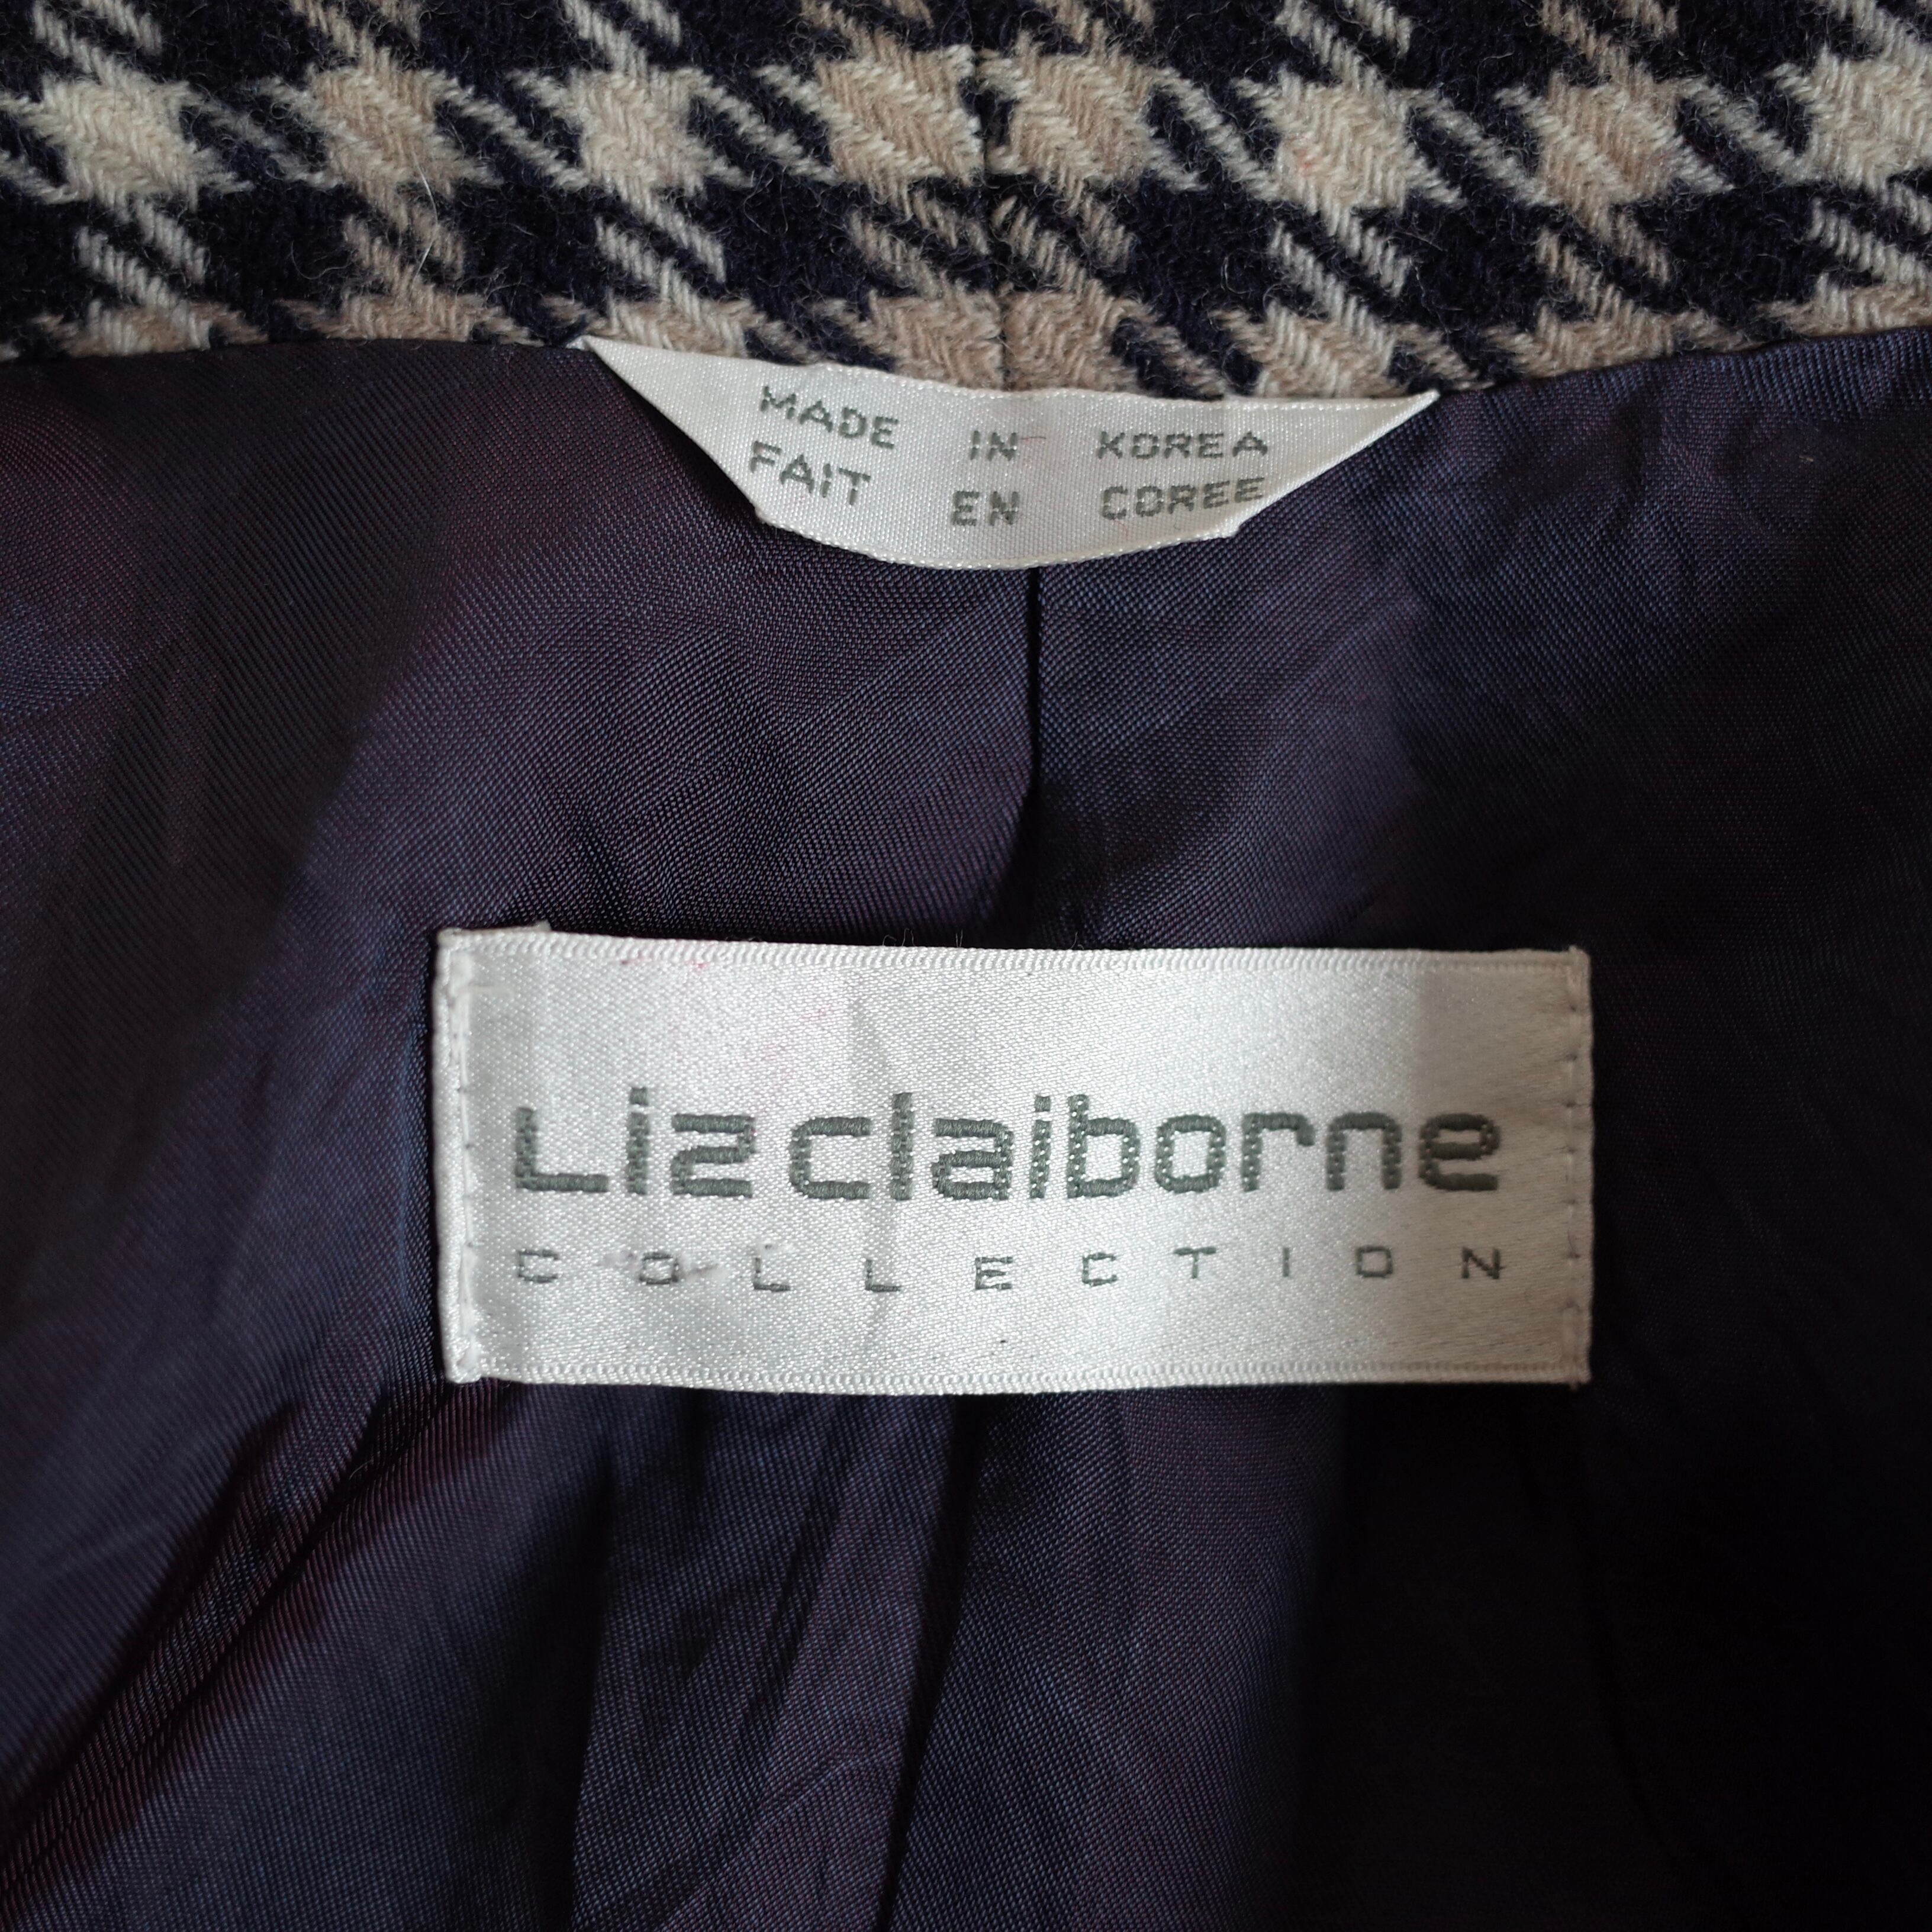 MADE IN KOREA
FAIT EN COREE
Liz claiborne
COLLECTION